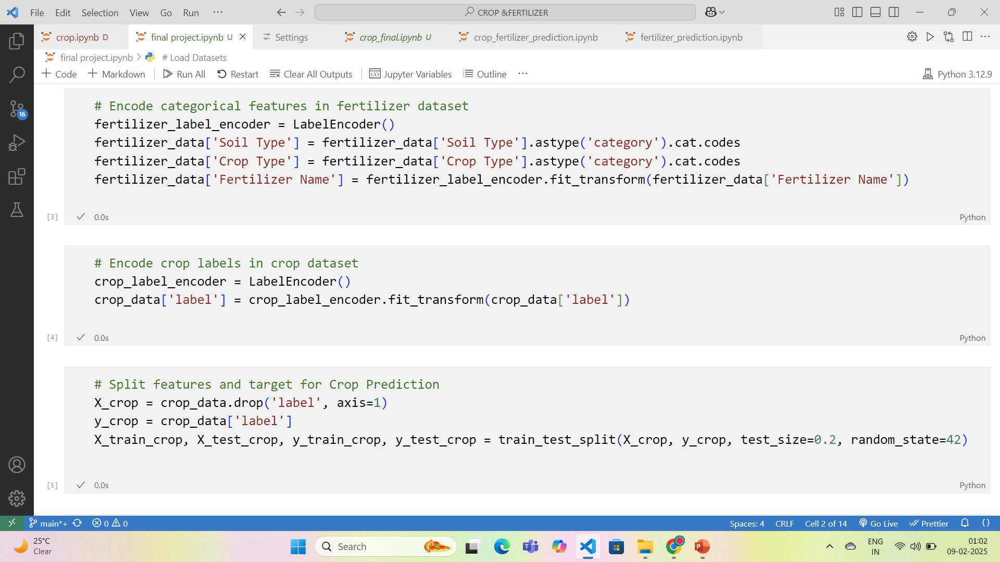 File Edit Selection View Go Run ···
CROP &FERTILIZER
crop.ipynb D
final project.ipynb U
Settings
crop_final.ipynb U
crop_fertilizer_prediction.ipynb
fertilizer_prediction.ipynb
final project.ipynb > # Load Datasets
+ Code + Markdown Run All Restart Clear All Outputs Jupyter Variables Outline ··· Python 3.12.9
# Encode categorical features in fertilizer dataset
fertilizer_label_encoder = LabelEncoder()
fertilizer_data['Soil Type'] = fertilizer_data['Soil Type'].astype('category').cat.codes
fertilizer_data['Crop Type'] = fertilizer_data['Crop Type'].astype('category').cat.codes
fertilizer_data['Fertilizer Name'] = fertilizer_label_encoder.fit_transform(fertilizer_data['Fertilizer Name'])
[3] 0.0s Python
# Encode crop labels in crop dataset
crop_label_encoder = LabelEncoder()
crop_data['label'] = crop_label_encoder.fit_transform(crop_data['label'])
[4] 0.0s Python
# Split features and target for Crop Prediction
X_crop = crop_data.drop('label', axis=1)
y_crop = crop_data['label']
X_train_crop, X_test_crop, y_train_crop, y_test_crop = train_test_split(X_crop, y_crop, test_size=0.2, random_state=42)
[5] 0.0s Python
16
main*+ 0 0 Spaces: 4 CRLF Cell 2 of 14 Go Live Prettier {}
25°C
Clear
Search
ENG
IN
01:02
09-02-2025